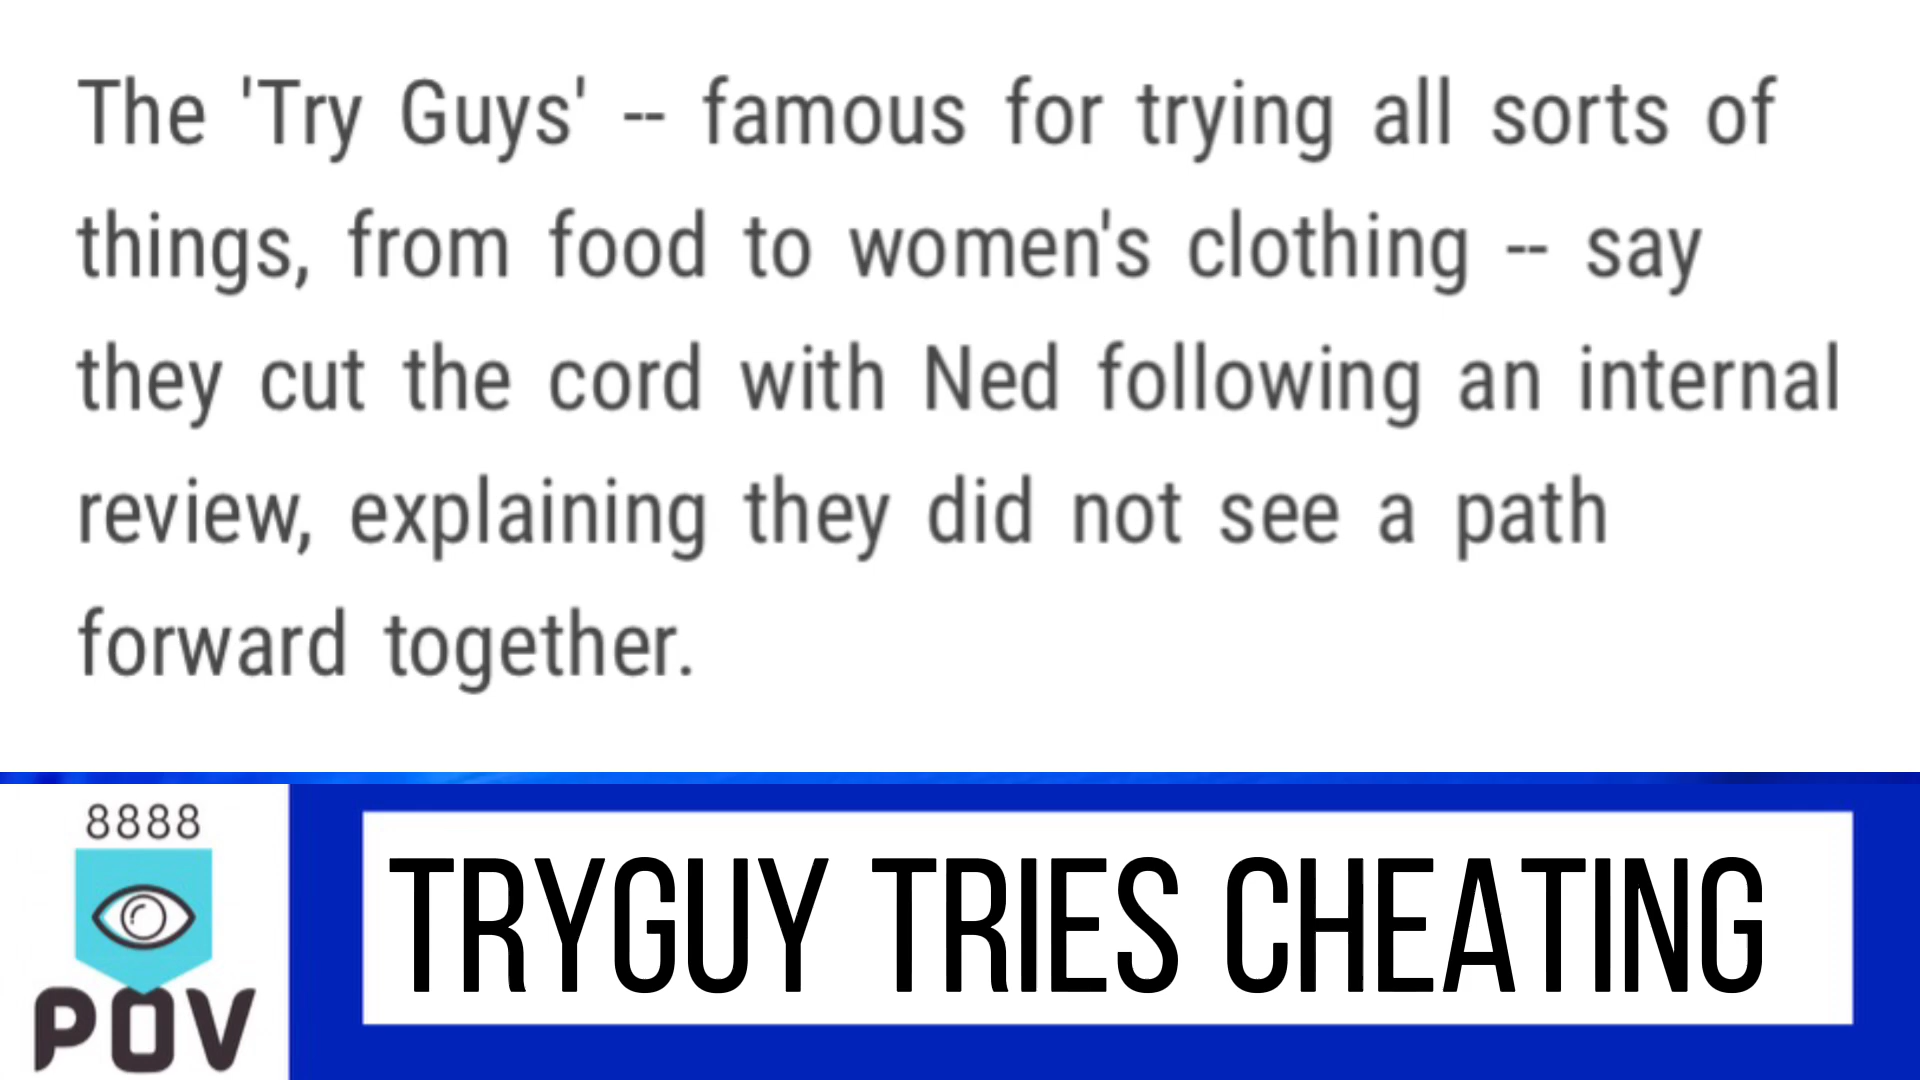 The 'Try Guys' -- famous for trying all sorts of
things, from food to women's clothing -- say
they cut the cord with Ned following an internal
review, explaining they did not see a path
forward together.
8888
POV
TRYGUY TRIES CHEATING